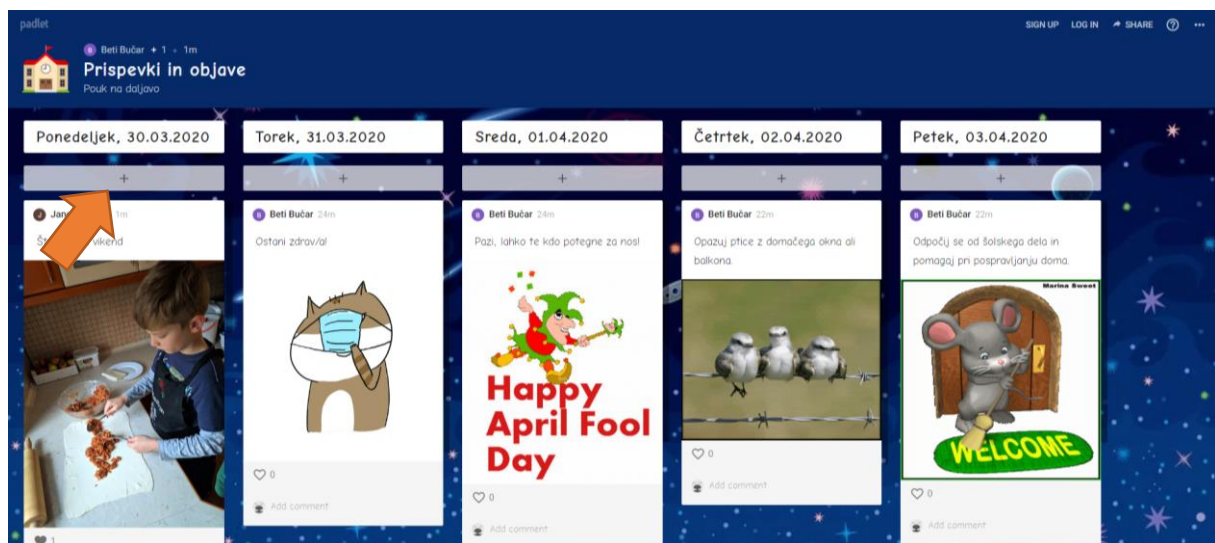 padlet
SIGN UP LOG IN SHARE
Beti Bučar + 1 • 1m
Prispevki in objave
Pouk na daljavo
Ponedeljek, 30.03.2020
Torek, 31.03.2020
Sreda, 01.04.2020
Četrtek, 02.04.2020
Petek, 03.04.2020
+
+
+
+
+
1m
vikend
1
Beti Bučar 24m
Ostani zdrav/a!
0
Add comment
Beti Bučar 24m
Pazi, lahko te kdo potegne za nos!
Happy
April Fool
Day
0
Add comment
Beti Bučar 22m
Opazuj ptice z domačega okna ali
balkona.
0
Add comment
Beti Bučar 22m
Odpočij se od šolskega dela in
pomagaj pri pospravljanju doma.
Marina Sweet
WELCOME
0
Add comment